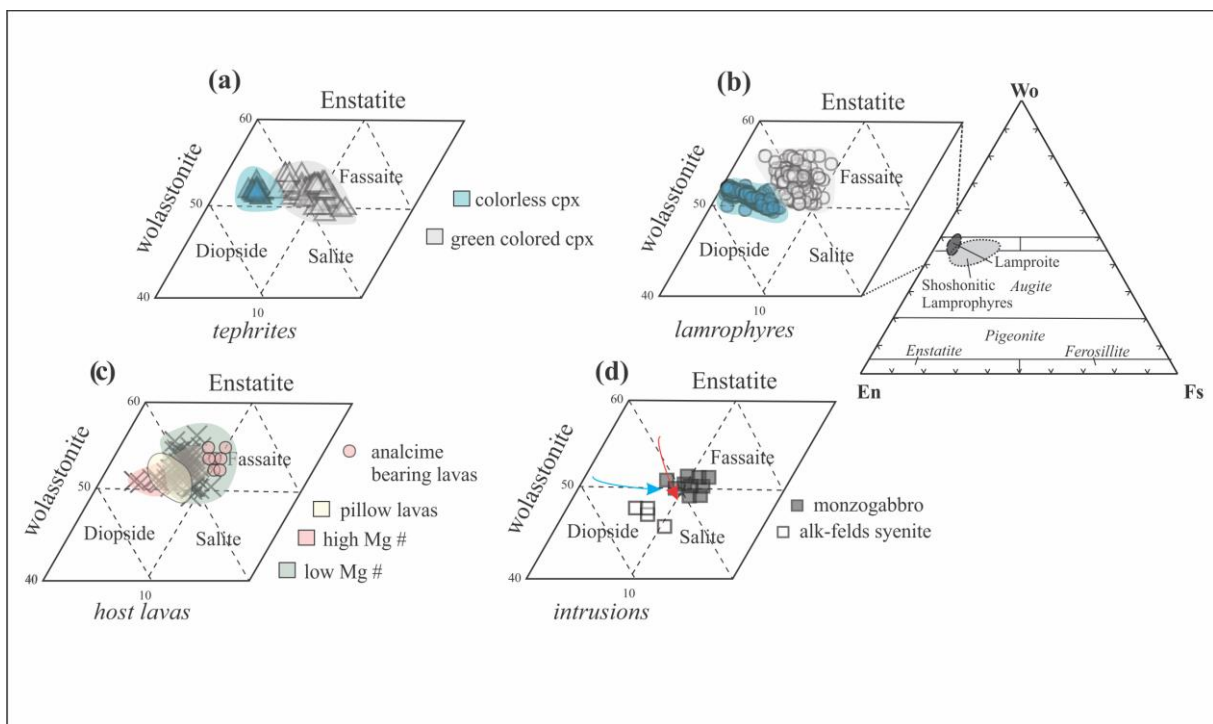 (a)
Enstatite
60
wolasstonite
Fassaite
50
Diopside
Salite
40
10
tephrites
colorless cpx
green colored cpx
(b)
Enstatite
60
wolasstonite
Fassaite
50
Diopside
Salite
40
10
lamrophyres
Wo
Lamproite
Shoshonitic
Lamprophyres
Augite
Pigeonite
Enstatite
Ferosillite
En
Fs
(c)
Enstatite
60
wolasstonite
Fassaite
50
Diopside
Salite
40
10
host lavas
analcime
bearing lavas
pillow lavas
high Mg #
low Mg #
(d)
Enstatite
60
wolasstonite
Fassaite
50
Diopside
Salite
40
10
intrusions
monzogabbro
alk-felds syenite